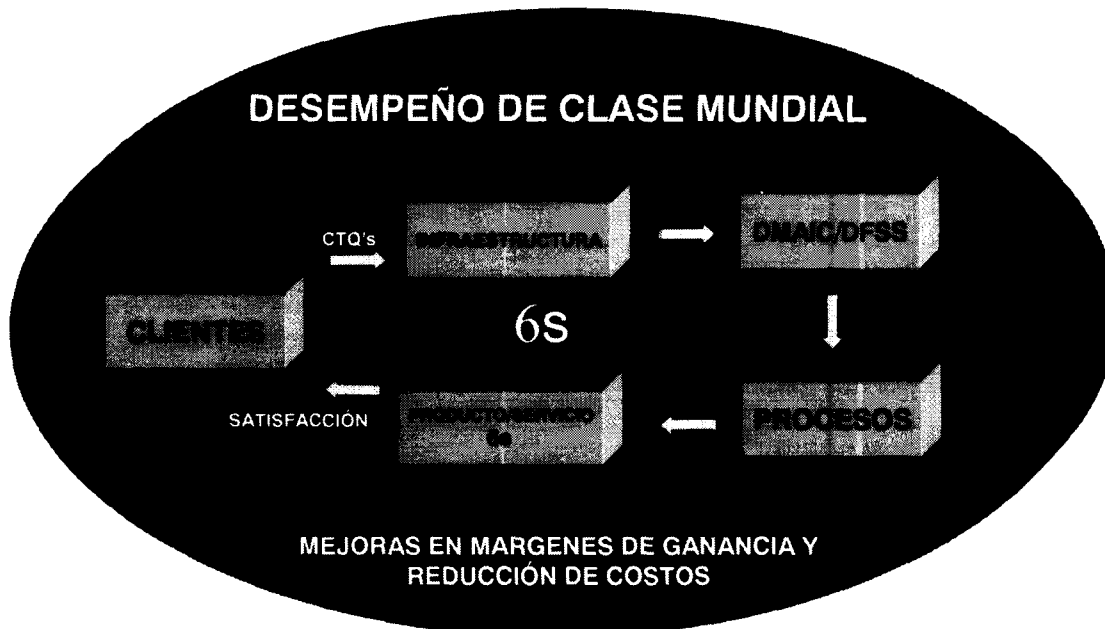 DESEMPEÑO DE CLASE MUNDIAL
CTQ's
INFRAESTRUCTURA.
DMAIC/DFSS
CLIENTES
6s
SATISFACCIÓN
PRODUCTO-SERVICIO
6s
PROCESOS
MEJORAS EN MARGENES DE GANANCIA Y
REDUCCIÓN DE COSTOS